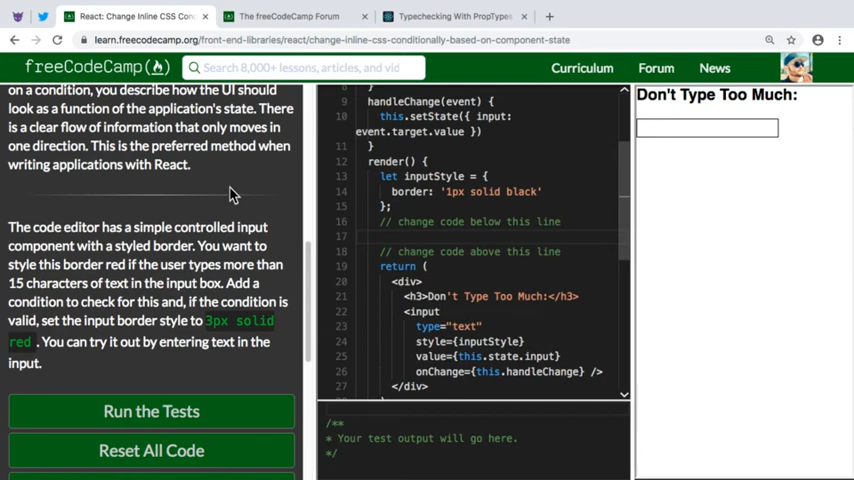 React: Change Inline CSS Con
The freeCodeCamp Forum
Typechecking With PropTypes
learn.freecodecamp.org/front-end-libraries/react/change-inline-css-conditionally-based-on-component-state
freeCodeCamp
Search 8,000+ lessons, articles, and vid
Curriculum
Forum
News
on a condition, you describe how the UI should
look as a function of the application's state. There
is a clear flow of information that only moves in
one direction. This is the preferred method when
writing applications with React.
The code editor has a simple controlled input
component with a styled border. You want to
style this border red if the user types more than
15 characters of text in the input box. Add a
condition to check for this and, if the condition is
valid, set the input border style to 3px solid
red . You can try it out by entering text in the
input.
Run the Tests
Reset All Code
8 }
9 handleChange(event) {
10 this.setState({ input:
event.target.value })
11 }
12 render() {
13 let inputStyle = {
14 border: '1px solid black'
15 };
16 // change code below this line
17
18 // change code above this line
19 return (
20 <div>
21 <h3>Don't Type Too Much:</h3>
22 <input
23 type="text"
24 style={inputStyle}
25 value={this.state.input}
26 onChange={this.handleChange} />
27 </div>
/**
* Your test output will go here.
*/
Don't Type Too Much: